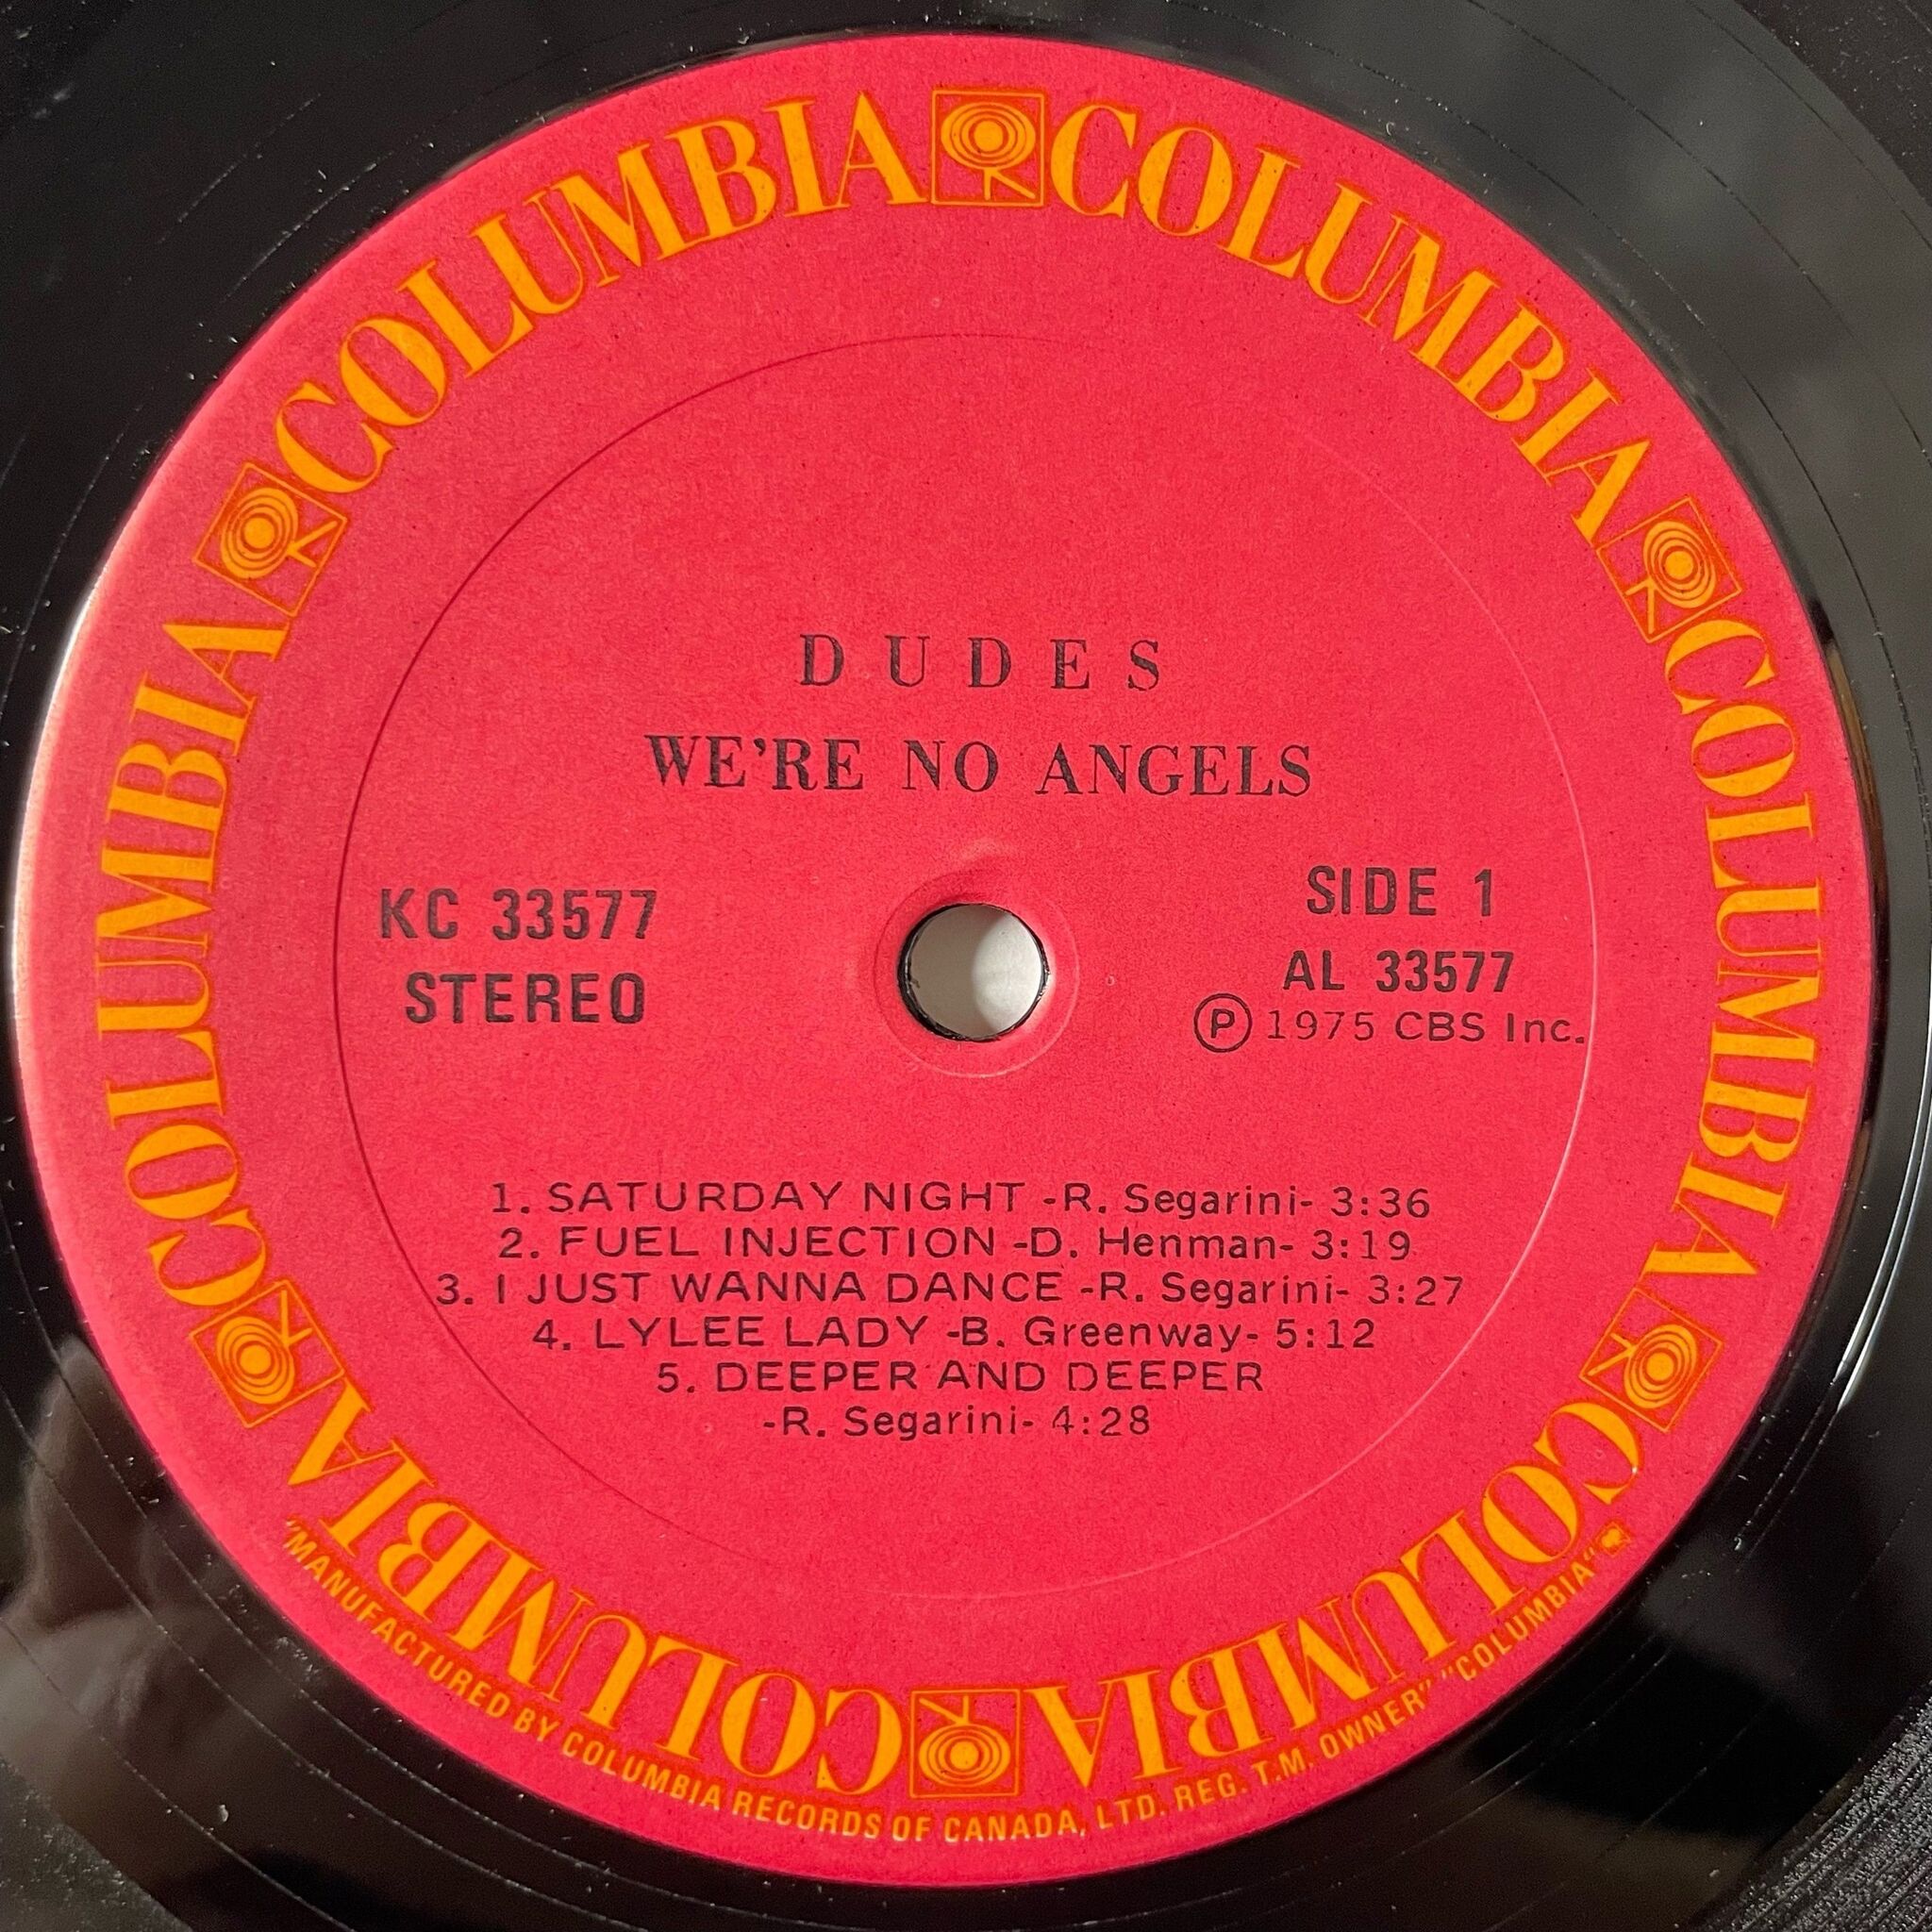 COLUMBIA COLUMBIA COLUMBIA COLUMBIA COLUMBIA COLUMBIA
DUDES
WE'RE NO ANGELS
KC 33577
STEREO
SIDE 1
AL 33577
Ⓟ 1975 CBS Inc.
1. SATURDAY NIGHT -R. Segarini- 3:36
2. FUEL INJECTION -D. Henman- 3:19
3. I JUST WANNA DANCE -R. Segarini- 3:27
4. LYLEE LADY -B. Greenway- 5:12
5. DEEPER AND DEEPER
-R. Segarini- 4:28
"MANUFACTURED BY COLUMBIA RECORDS OF CANADA, LTD. REG. T.M. OWNER" "COLUMBIA"